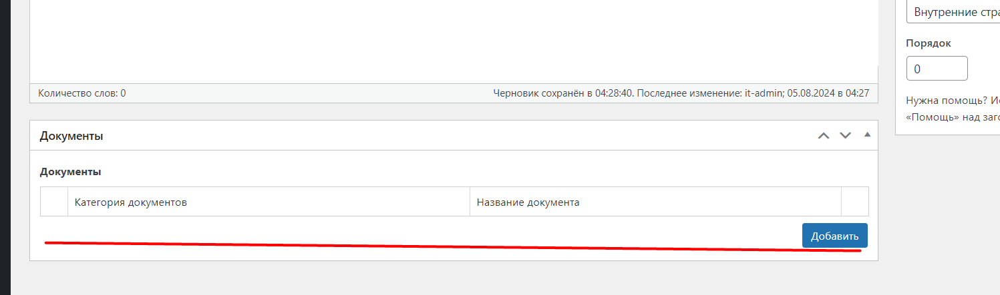 Внутренние стра
Порядок
0
Количество слов: 0
Черновик сохранён в 04:28:40. Последнее изменение: it-admin; 05.08.2024 в 04:27
Нужна помощь? Ис
«Помощь» над заго
Документы
Документы
Категория документов
Название документа
Добавить